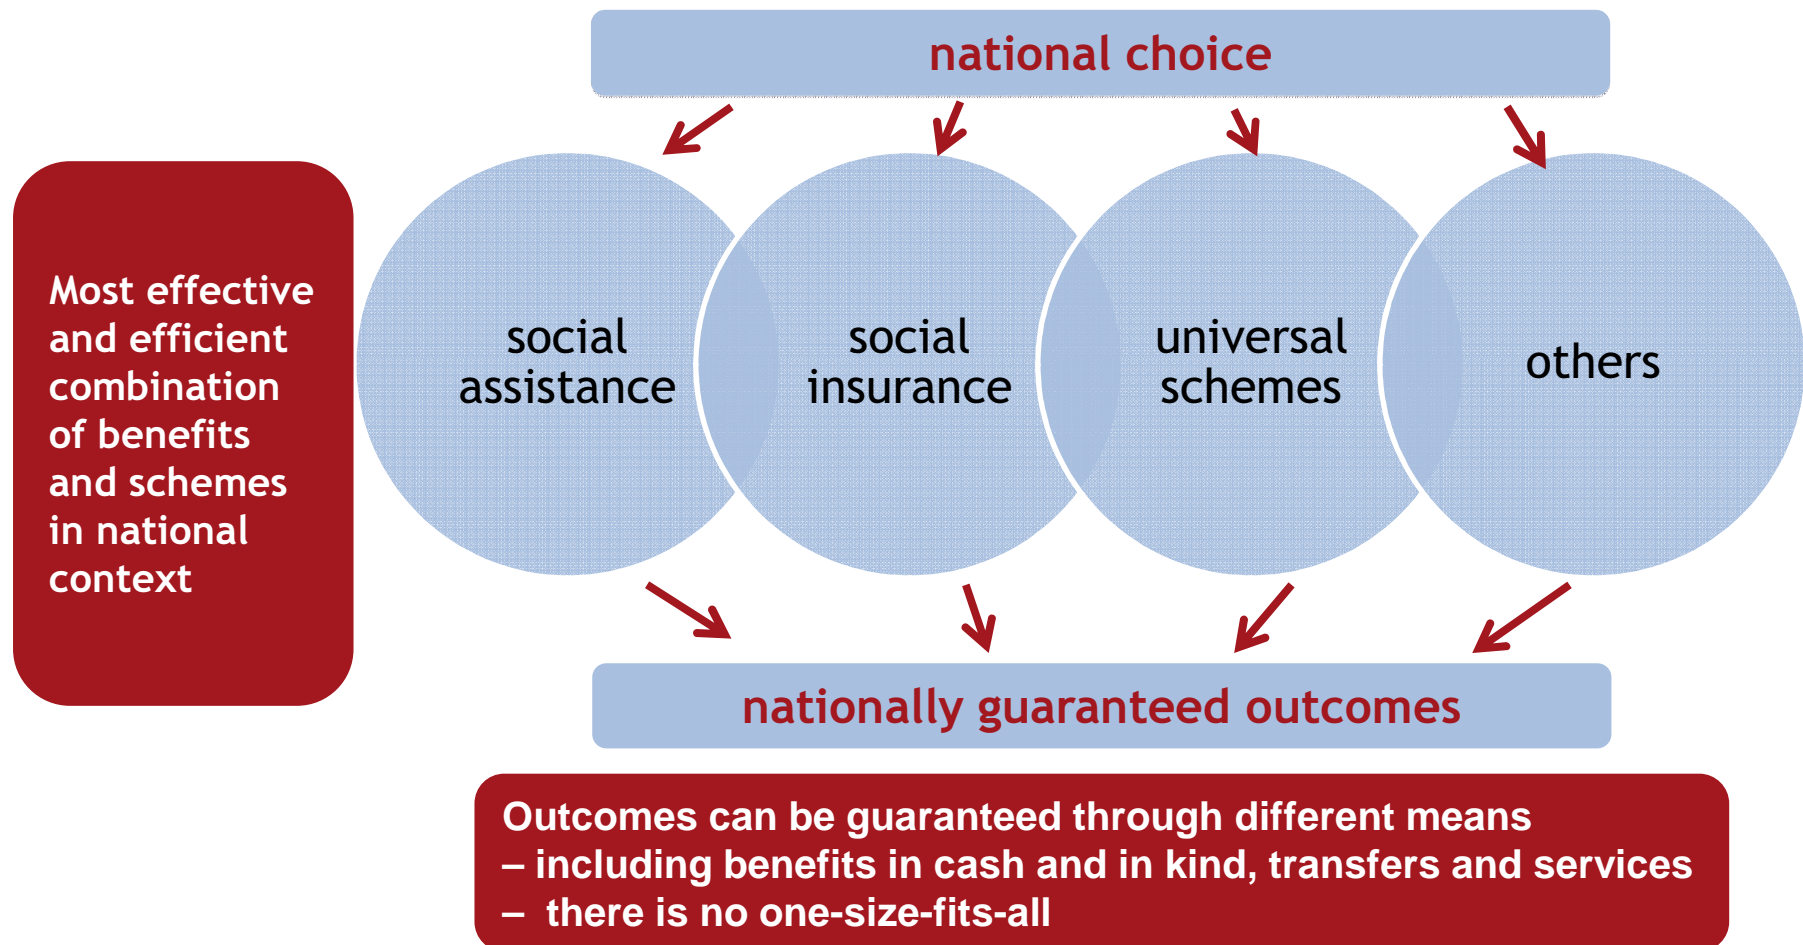 national choice
Most effective
and efficient
combination
of benefits
and schemes
in national
context
social
assistance
social
insurance
universal
schemes
others
nationally guaranteed outcomes
Outcomes can be guaranteed through different means
– including benefits in cash and in kind, transfers and services
– there is no one-size-fits-all